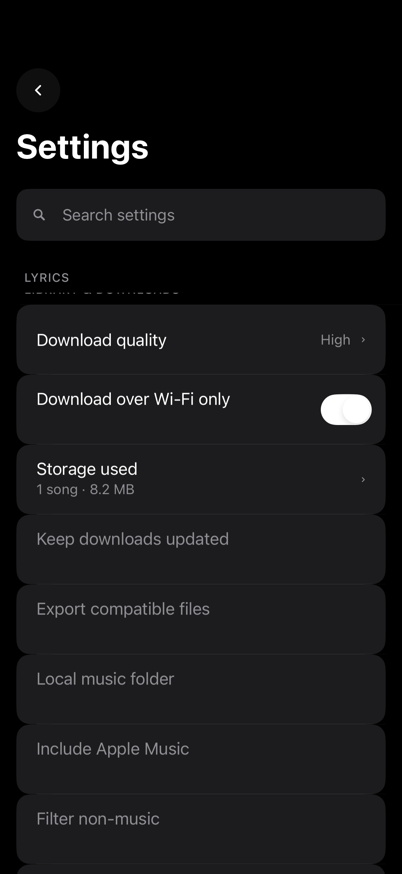 Settings
Search settings
LYRICS
Download quality
High
Download over Wi-Fi only
Storage used
1 song · 8.2 MB
Keep downloads updated
Export compatible files
Local music folder
Include Apple Music
Filter non-music